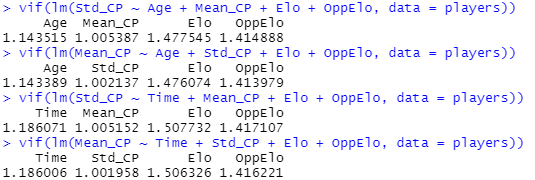 > vif(lm(Std_CP ~ Age + Mean_CP + Elo + OppElo, data = players))
Age Mean_CP Elo OppElo
1.143515 1.005387 1.477545 1.414888
> vif(lm(Mean_CP ~ Age + Std_CP + Elo + OppElo, data = players))
Age Std_CP Elo OppElo
1.143389 1.002137 1.476074 1.413979
> vif(lm(Std_CP ~ Time + Mean_CP + Elo + OppElo, data = players))
Time Mean_CP Elo OppElo
1.186071 1.005152 1.507732 1.417107
> vif(lm(Mean_CP ~ Time + Std_CP + Elo + OppElo, data = players))
Time Std_CP Elo OppElo
1.186006 1.001958 1.506326 1.416221